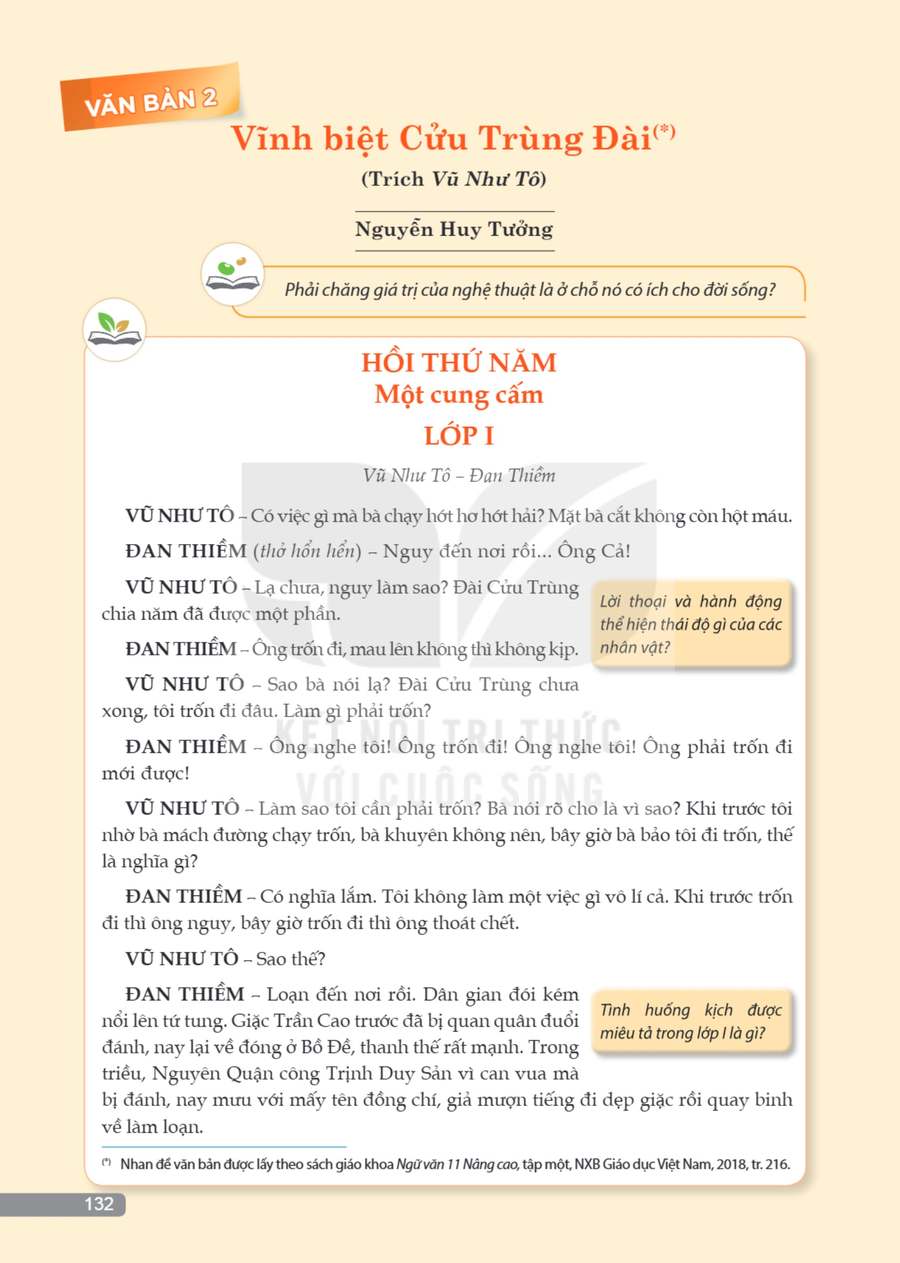 VĂN BẢN 2
Vĩnh biệt Cửu Trùng Đài(*)
(Trích Vũ Như Tô)
Nguyễn Huy Tưởng
Phải chăng giá trị của nghệ thuật là ở chỗ nó có ích cho đời sống?
HỒI THỨ NĂM
Một cung cấm
LỚP I
Vũ Như Tô – Đan Thiềm
VŨ NHƯ TÔ – Có việc gì mà bà chạy hớt hơ hớt hải? Mặt bà cắt không còn hột máu.
ĐAN THIỀM (thở hổn hển) – Nguy đến nơi rồi... Ông Cả!
VŨ NHƯ TÔ – Lạ chưa, nguy làm sao? Đài Cửu Trùng
chia năm đã được một phần.
ĐAN THIỀM – Ông trốn đi, mau lên không thì không kịp.
Lời thoại và hành động
thể hiện thái độ gì của các
nhân vật?
VŨ NHƯ TÔ – Sao bà nói lạ? Đài Cửu Trùng chưa
xong, tôi trốn đi đâu. Làm gì phải trốn?
ĐAN THIỀM – Ông nghe tôi! Ông trốn đi! Ông nghe tôi! Ông phải trốn đi
mới được!
KẾT NỐI TRI THỨC
VỚI CUỘC SỐNG
VŨ NHƯ TÔ – Làm sao tôi cần phải trốn? Bà nói rõ cho là vì sao? Khi trước tôi
nhờ bà mách đường chạy trốn, bà khuyên không nên, bây giờ bà bảo tôi đi trốn, thế
là nghĩa gì?
ĐAN THIỀM – Có nghĩa lắm. Tôi không làm một việc gì vô lí cả. Khi trước trốn
đi thì ông nguy, bây giờ trốn đi thì ông thoát chết.
VŨ NHƯ TÔ – Sao thế?
ĐAN THIỀM – Loạn đến nơi rồi. Dân gian đói kém
nổi lên tứ tung. Giặc Trần Cao trước đã bị quan quân đuổi
đánh, nay lại về đóng ở Bồ Đề, thanh thế rất mạnh. Trong
triều, Nguyên Quận công Trịnh Duy Sản vì can vua mà
bị đánh, nay mưu với mấy tên đồng chí, giả mượn tiếng đi dẹp giặc rồi quay binh
về làm loạn.
Tình huống kịch được
miêu tả trong lớp I là gì?
(*) Nhan đề văn bản được lấy theo sách giáo khoa Ngữ văn 11 Nâng cao, tập một, NXB Giáo dục Việt Nam, 2018, tr. 216.
132